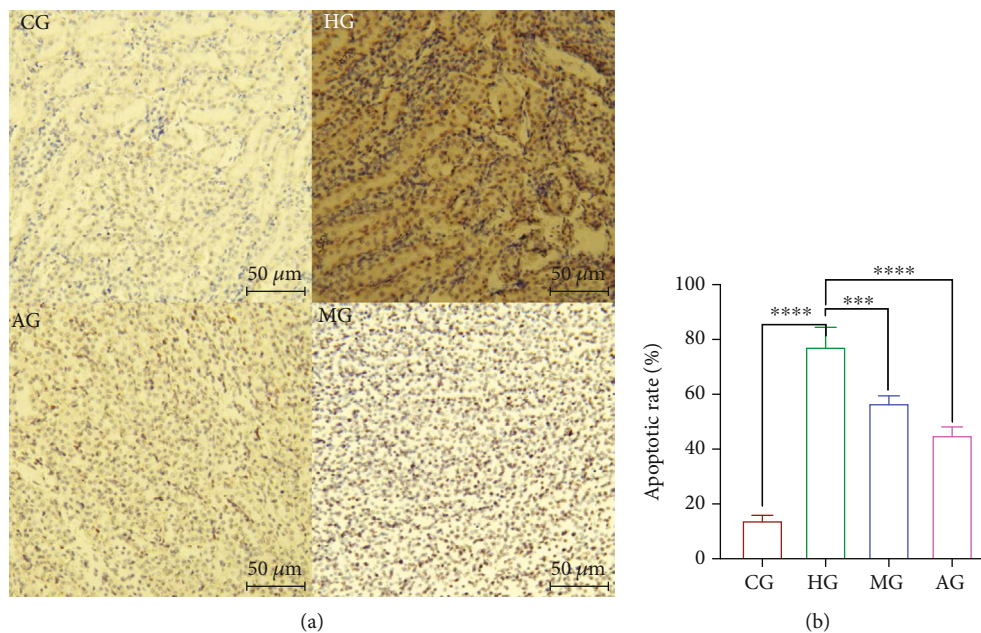 CG
HG
50 µm
50 µm
AG
MG
50 µm
50 µm
(a)
Apoptotic rate (%)
100
80
60
40
20
0
****
***
****
CG
HG
MG
AG
(b)